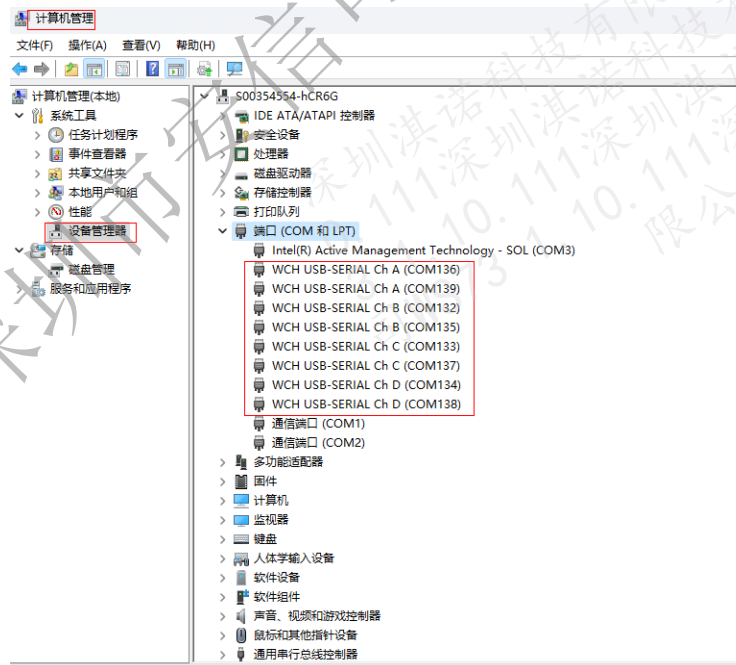 计算机管理
文件(F) 操作(A) 查看(V) 帮助(H)
计算机管理(本地)
系统工具
任务计划程序
事件查看器
共享文件夹
本地用户和组
性能
设备管理器
存储
磁盘管理
服务和应用程序
S00354554-hCR6G
IDE ATA/ATAPI 控制器
安全设备
处理器
磁盘驱动器
存储控制器
打印队列
端口 (COM 和 LPT)
Intel(R) Active Management Technology - SOL (COM3)
WCH USB-SERIAL Ch A (COM136)
WCH USB-SERIAL Ch A (COM139)
WCH USB-SERIAL Ch B (COM132)
WCH USB-SERIAL Ch B (COM135)
WCH USB-SERIAL Ch C (COM133)
WCH USB-SERIAL Ch C (COM137)
WCH USB-SERIAL Ch D (COM134)
WCH USB-SERIAL Ch D (COM138)
通信端口 (COM1)
通信端口 (COM2)
多功能适配器
固件
计算机
监视器
键盘
人体学输入设备
软件设备
软件组件
声音、视频和游戏控制器
鼠标和其他指针设备
通用串行总线控制器